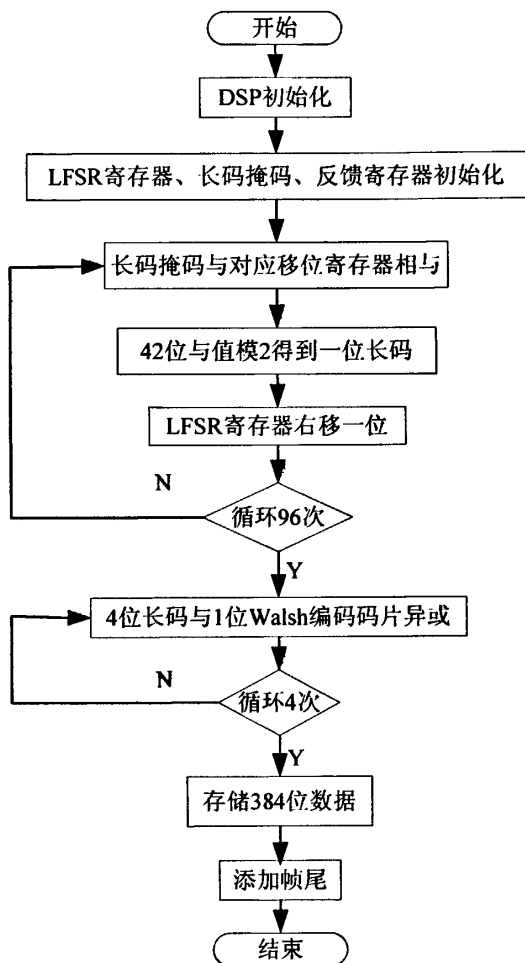 开始
DSP初始化
LFSR寄存器、长码掩码、反馈寄存器初始化
长码掩码与对应移位寄存器相与
42位与值模2得到一位长码
LFSR寄存器右移一位
N
循环96次
Y
4位长码与1位Walsh编码码片异或
N
循环4次
Y
存储384位数据
添加帧尾
结束